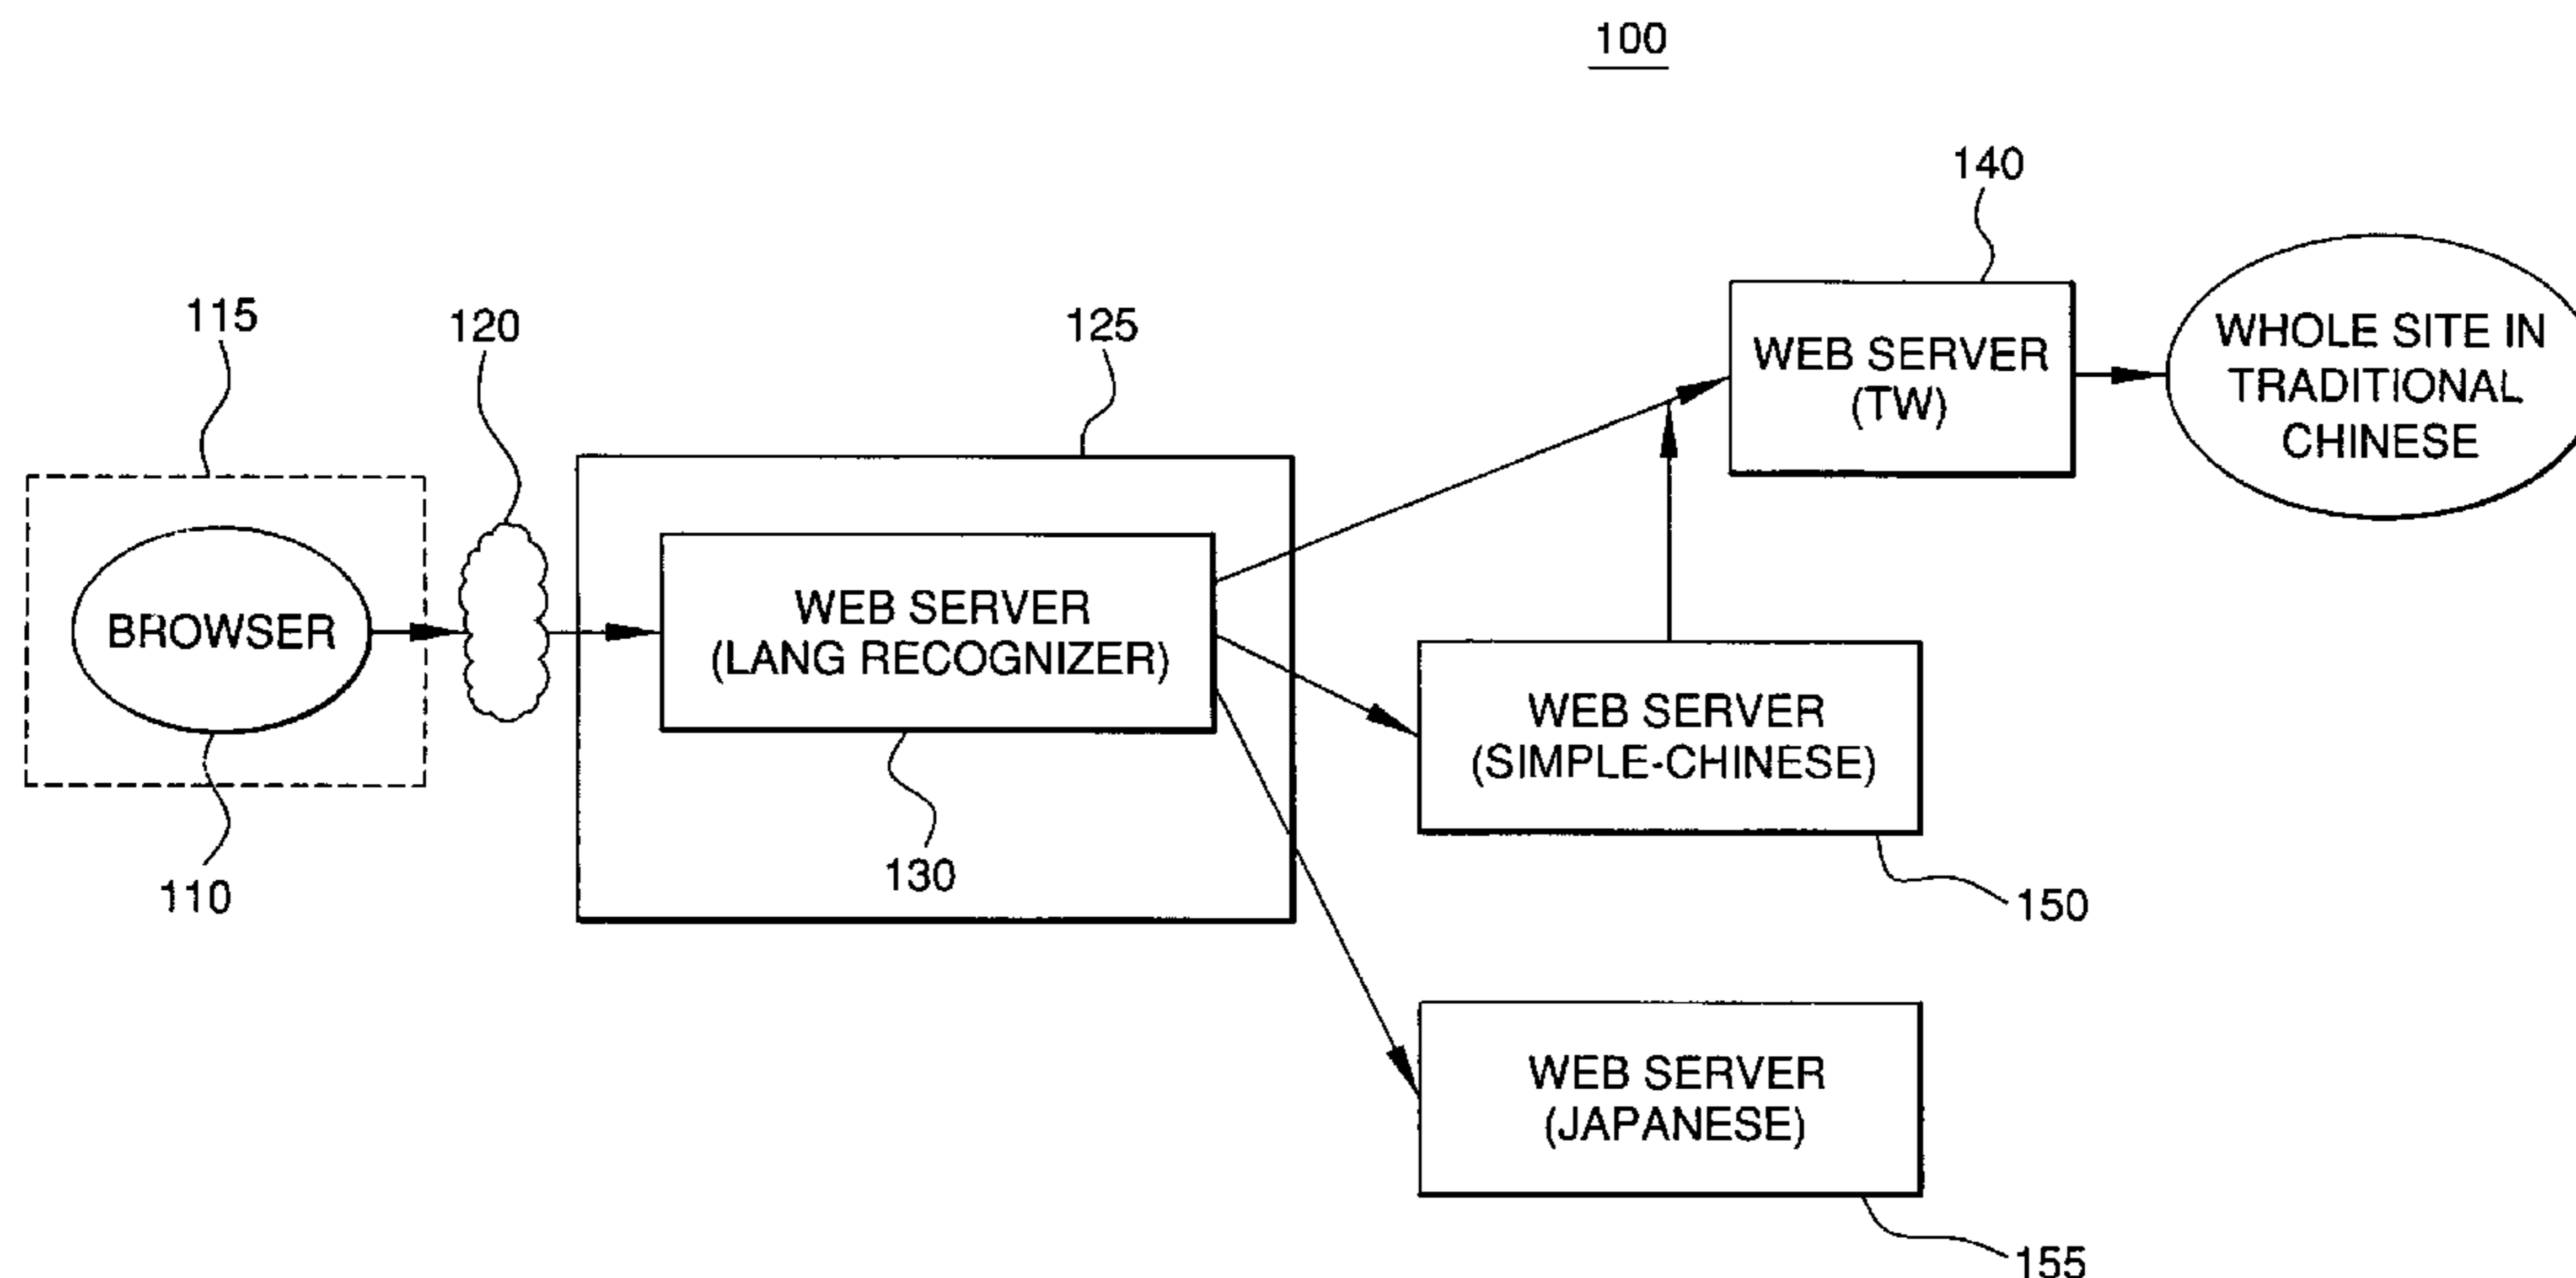 100
140
115
120
125
WHOLE SITE IN
TRADITIONAL
CHINESE
WEB SERVER
(TW)
BROWSER
WEB SERVER
(LANG RECOGNIZER)
WEB SERVER
(SIMPLE-CHINESE)
110
130
150
WEB SERVER
(JAPANESE)
155